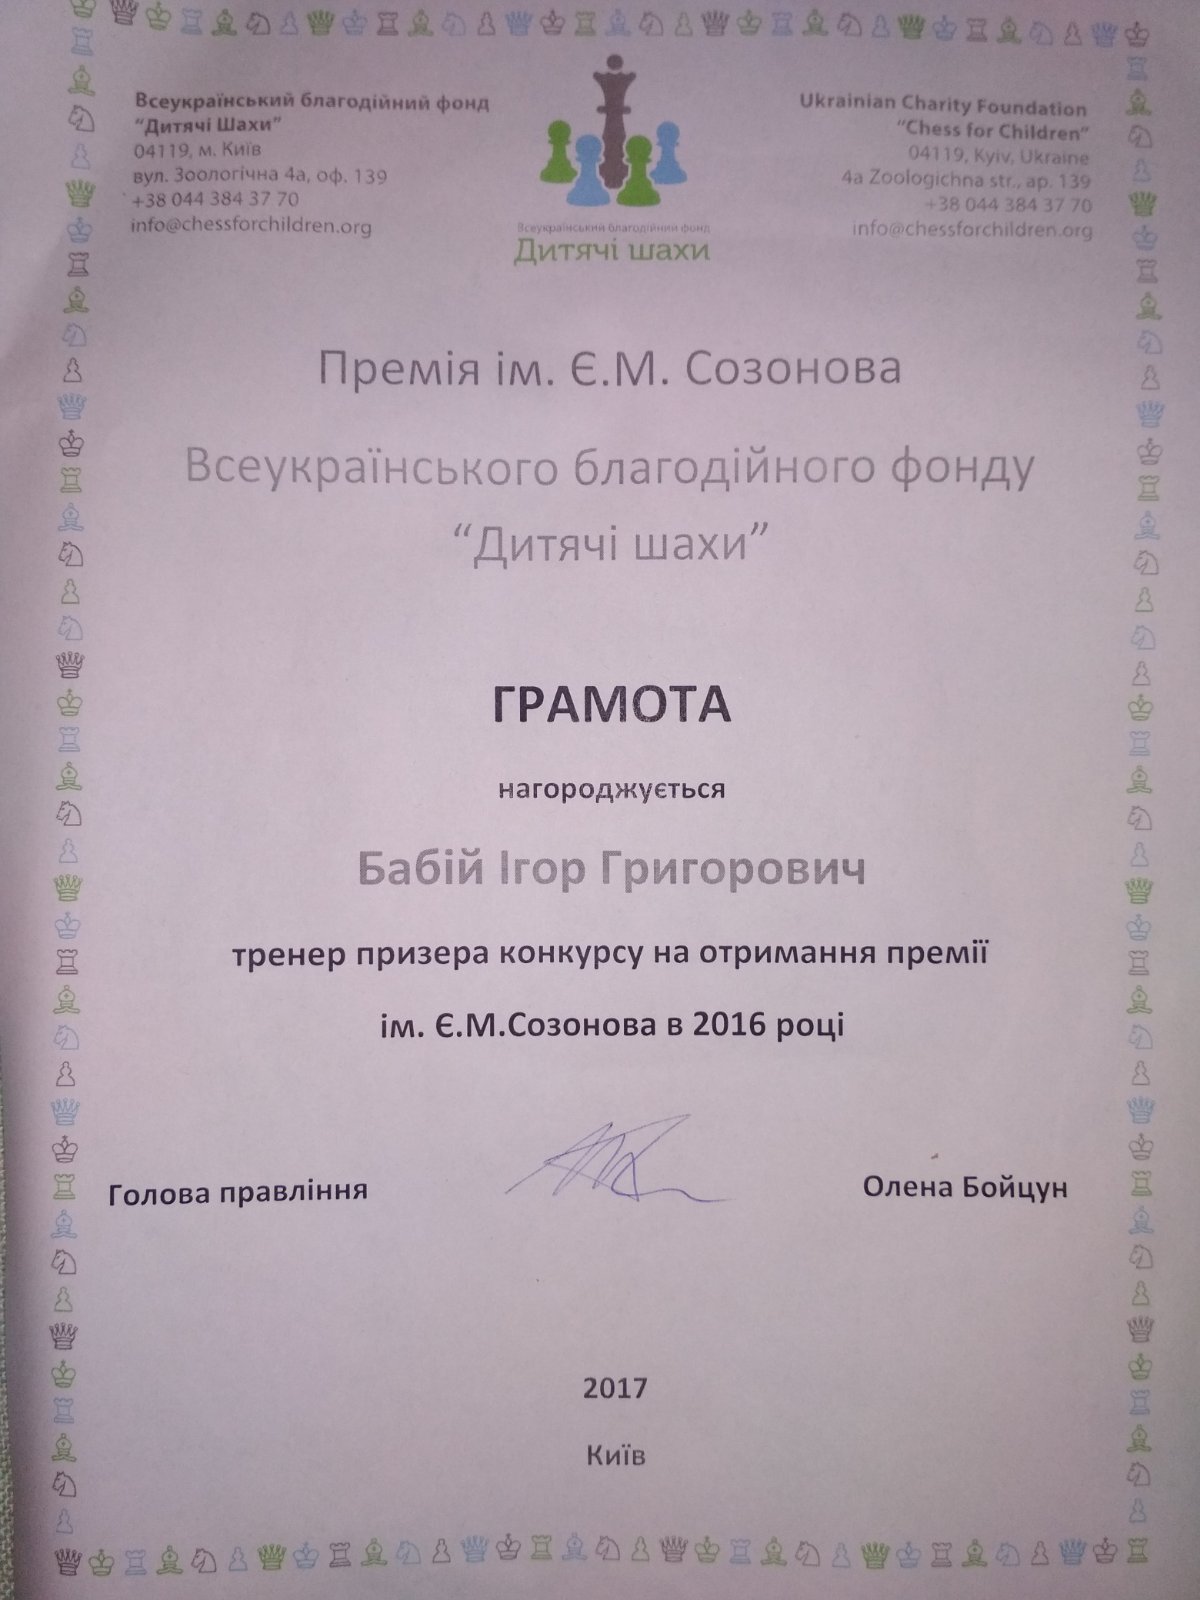 Всеукраїнський благодійний фонд
"Дитячі Шахи"
04119, м. Київ
вул. Зоологічна 4а, оф. 139
+38 044 384 37 70
info@chessforchildren.org
Всеукраїнський благодійний фонд
Дитячі шахи
Ukrainian Charity Foundation
"Chess for Children"
04119, Kyiv, Ukraine
4a Zoologichna str., ap. 139
+38 044 384 37 70
info@chessforchildren.org
Премія ім. Є.М. Созонова
Всеукраїнського благодійного фонду
“Дитячі шахи”
ГРАМОТА
нагороджується
Бабій Ігор Григорович
тренер призера конкурсу на отримання премії
ім. Є.М.Созонова в 2016 році
Голова правління
Олена Бойцун
2017
Київ